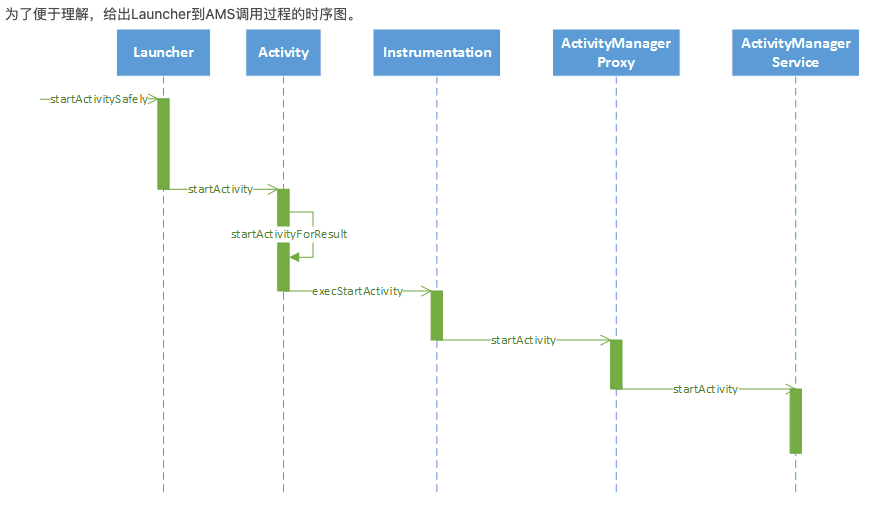 为了便于理解，给出Launcher到AMS调用过程的时序图。
Launcher
Activity
Instrumentation
ActivityManager
Proxy
ActivityManager
Service
startActivitySafely
startActivity
startActivityForResult
execStartActivity
startActivity
startActivity